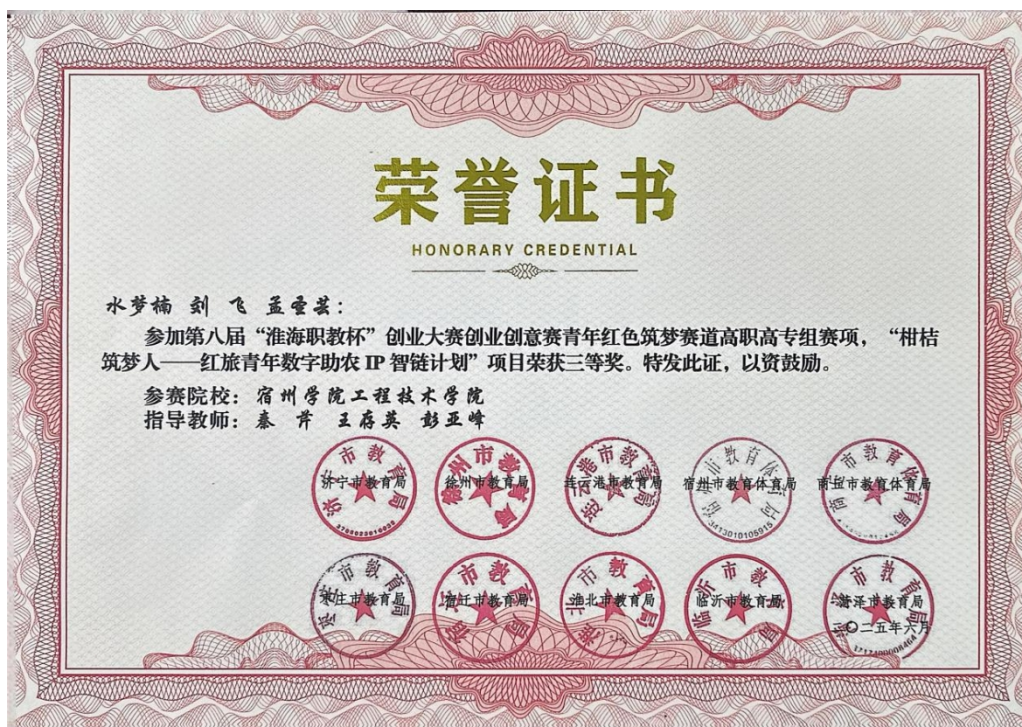 荣誉证书
HONORARY CREDENTIAL
水梦楠 刘飞 孟圣芸：
参加第八届“淮海职教杯”创业大赛创业创意赛青年红色筑梦赛道高职高专组赛项，“柑桔
筑梦人——红旅青年数字助农IP智链计划”项目荣获三等奖。特发此证，以资鼓励。
参赛院校：宿州学院工程技术学院
指导教师：秦芹 王存英 彭亚峰
济宁市教育局 徐州市教育局 连云港市教育局 宿州市教育体育局 商丘市教育体育局
枣庄市教育局 宿迁市教育局 淮北市教育局 临沂市教育局 菏泽市教育局
二五年六月
3413010105915